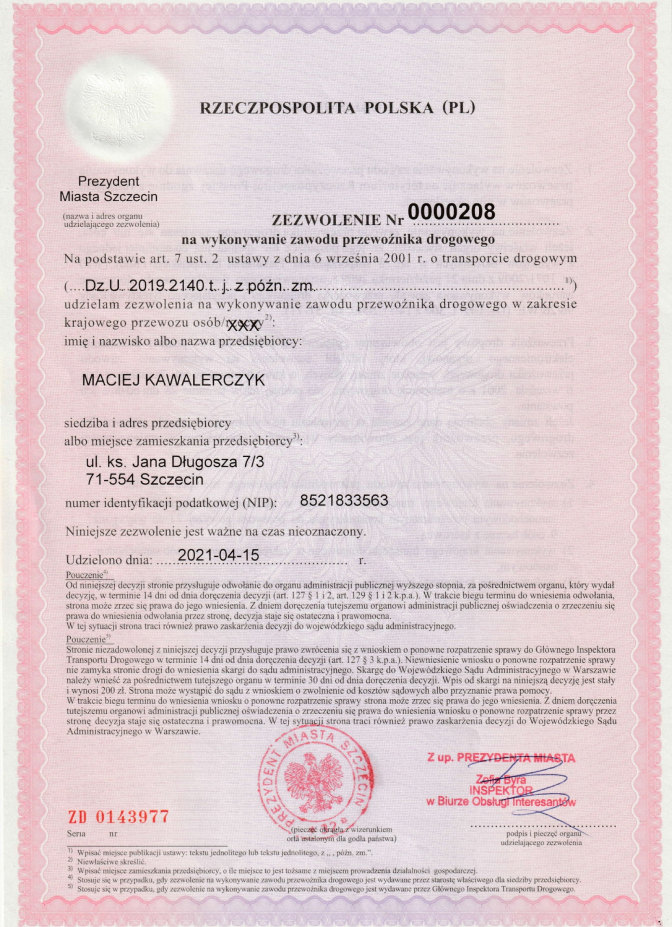 RZECZPOSPOLITA POLSKA (PL)
Prezydent
Miasta Szczecin
(nazwa i adres organu
udzielającego zezwolenia)
ZEZWOLENIE Nr 0000208
na wykonywanie zawodu przewoźnika drogowego
Na podstawie art. 7 ust. 2 ustawy z dnia 6 września 2001 r. o transporcie drogowym
(....Dz.U. 2019.2140 t. j. z późn. zm. ¹⁾)
udzielam zezwolenia na wykonywanie zawodu przewoźnika drogowego w zakresie
krajowego przewozu osób/rzeczy²⁾:
imię i nazwisko albo nazwa przedsiębiorcy:
MACIEJ KAWALERCZYK
siedziba i adres przedsiębiorcy
albo miejsce zamieszkania przedsiębiorcy³⁾:
ul. ks. Jana Długosza 7/3
71-554 Szczecin
numer identyfikacji podatkowej (NIP): 8521833563
Niniejsze zezwolenie jest ważne na czas nieoznaczony.
Udzielono dnia: 2021-04-15 r.
Pouczenie⁴⁾
Od niniejszej decyzji stronie przysługuje odwołanie do organu administracji publicznej wyższego stopnia, za pośrednictwem organu, który wydał
decyzję, w terminie 14 dni od dnia doręczenia decyzji (art. 127 § 1 i 2, art. 129 § 1 i 2 k.p.a.). W trakcie biegu terminu do wniesienia odwołania,
strona może zrzec się prawa do jego wniesienia. Z dniem doręczenia tutejszemu organowi administracji publicznej oświadczenia o zrzeczeniu się
prawa do wniesienia odwołania przez stronę, decyzja staje się ostateczna i prawomocna.
W tej sytuacji strona traci również prawo zaskarżenia decyzji do wojewódzkiego sądu administracyjnego.
Pouczenie⁵⁾
Stronie niezadowolonej z niniejszej decyzji przysługuje prawo zwrócenia się z wnioskiem o ponowne rozpatrzenie sprawy do Głównego Inspektora
Transportu Drogowego w terminie 14 dni od dnia doręczenia decyzji (art. 127 § 3 k.p.a.). Niewniesienie wniosku o ponowne rozpatrzenie sprawy
nie zamyka stronie drogi do wniesienia skargi do sądu administracyjnego. Skargę do Wojewódzkiego Sądu Administracyjnego w Warszawie
należy wnieść za pośrednictwem tutejszego organu w terminie 30 dni od dnia doręczenia decyzji. Wpis od skargi na niniejszą decyzję jest stały
i wynosi 200 zł. Strona może wystąpić do sądu z wnioskiem o zwolnienie od kosztów sądowych albo przyznanie prawa pomocy.
W trakcie biegu terminu do wniesienia wniosku o ponowne rozpatrzenie sprawy strona może zrzec się prawa do jego wniesienia. Z dniem doręczenia
tutejszemu organowi administracji publicznej oświadczenia o zrzeczeniu się prawa do wniesienia wniosku o ponowne rozpatrzenie sprawy przez
stronę decyzja staje się ostateczna i prawomocna. W tej sytuacji strona traci również prawo zaskarżenia decyzji do Wojewódzkiego Sądu
Administracyjnego w Warszawie.
PREZYDENT MIASTA SZCZECIN
Z up. PREZYDENTA MIASTA
Zofia Byra
INSPEKTOR
w Biurze Obsługi Interesantów
ZD 0143977
Seria nr
(pieczęć okrągła z wizerunkiem
orła ustalonym dla godła państwa)
podpis i pieczęć organu
udzielającego zezwolenia
¹⁾ Wpisać miejsce publikacji ustawy: tekstu jednolitego lub tekstu jednolitego, z „ , późn. zm.”.
²⁾ Niewłaściwe skreślić.
³⁾ Wpisać miejsce zamieszkania przedsiębiorcy, o ile miejsce to jest tożsame z miejscem prowadzenia działalności gospodarczej.
⁴⁾ Stosuje się w przypadku, gdy zezwolenie na wykonywanie zawodu przewoźnika drogowego jest wydawane przez starostę właściwego dla siedziby przedsiębiorcy.
⁵⁾ Stosuje się w przypadku, gdy zezwolenie na wykonywanie zawodu przewoźnika drogowego jest wydawane przez Głównego Inspektora Transportu Drogowego.